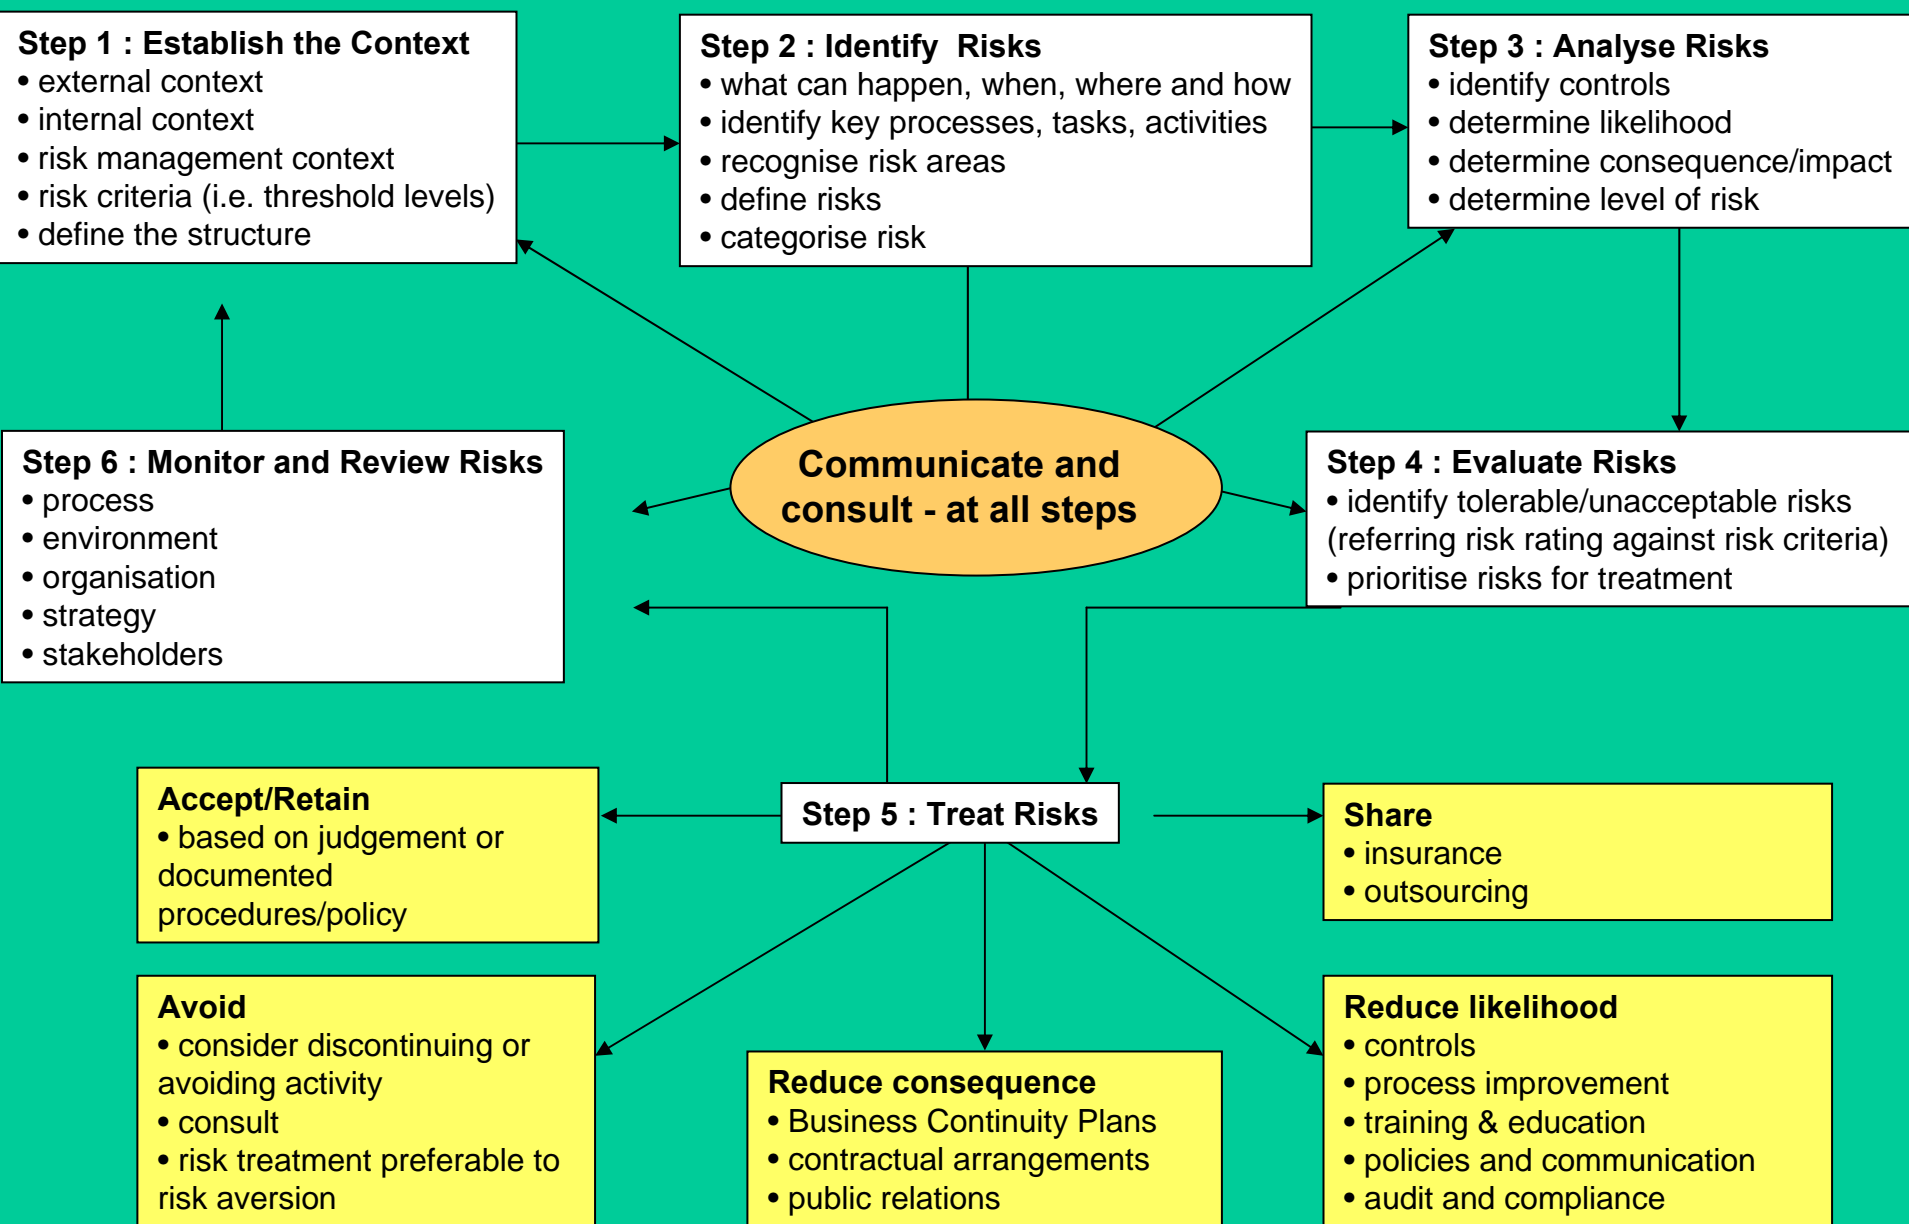 Step 1 : Establish the Context
• external context
• internal context
• risk management context
• risk criteria (i.e. threshold levels)
• define the structure
Step 2 : Identify  Risks
• what can happen, when, where and how
• identify key processes, tasks, activities
• recognise risk areas
• define risks
• categorise risk
Step 3 : Analyse Risks
• identify controls
• determine likelihood
• determine consequence/impact
• determine level of risk
Step 6 : Monitor and Review Risks
• process
• environment
• organisation
• strategy
• stakeholders
Communicate and
consult - at all steps
Step 4 : Evaluate Risks
• identify tolerable/unacceptable risks
(referring risk rating against risk criteria)
• prioritise risks for treatment
Accept/Retain
• based on judgement or
documented
procedures/policy
Step 5 : Treat Risks
Share
• insurance
• outsourcing
Avoid
• consider discontinuing or
avoiding activity
• consult
• risk treatment preferable to
risk aversion
Reduce consequence
• Business Continuity Plans
• contractual arrangements
• public relations
Reduce likelihood
• controls
• process improvement
• training & education
• policies and communication
• audit and compliance